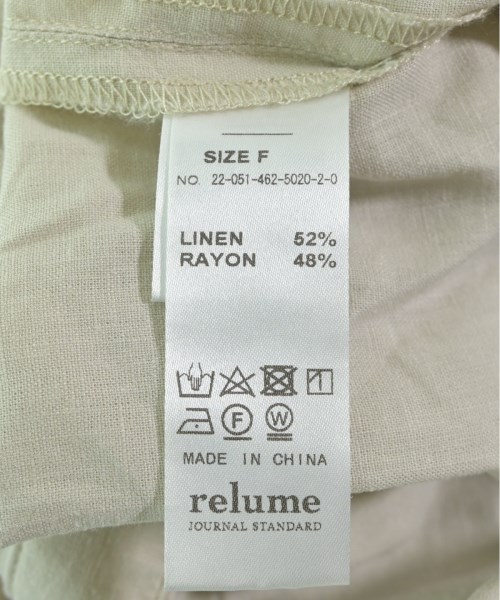 SIZE F
NO. 22-051-462-5020-2-0
LINEN 52%
RAYON 48%
F W
MADE IN CHINA
relume
JOURNAL STANDARD